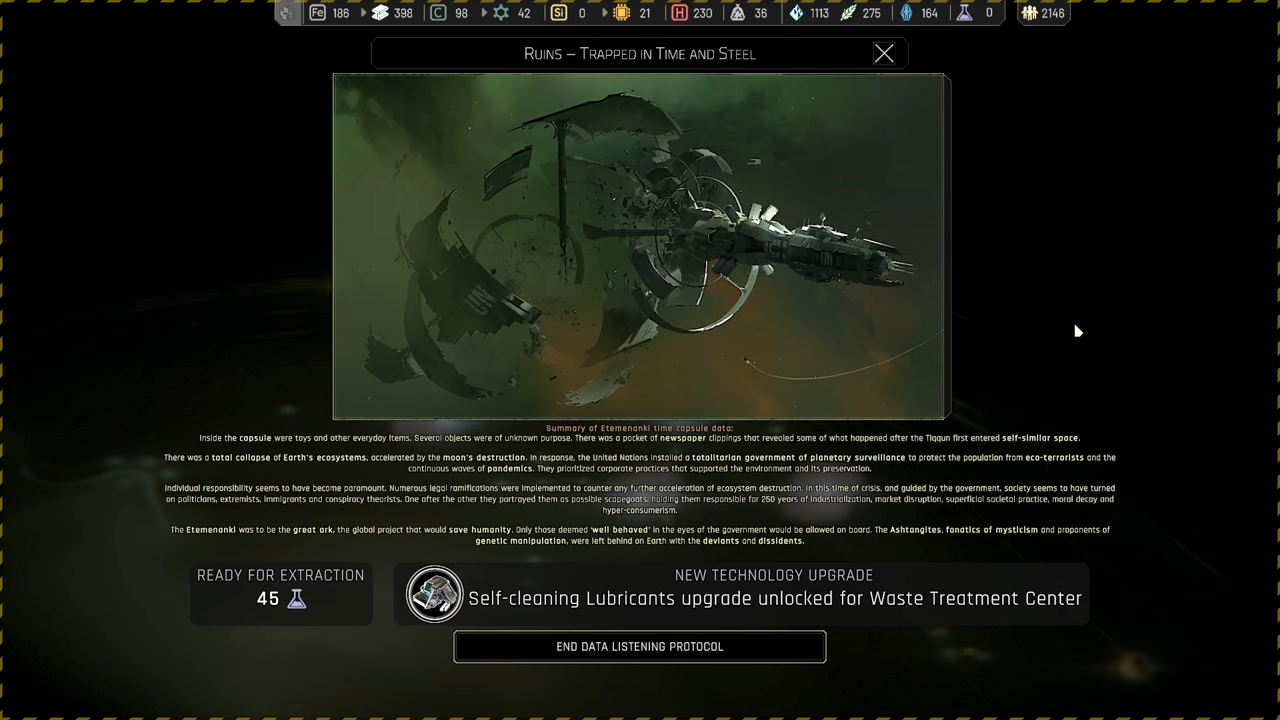 Fe 186 398 C 98 42 Si 0 21 H 230 36 1113 275 164 0 2146
Ruins – Trapped in Time and Steel
UN
UN
Summary of Etemenanki time capsule data:
Inside the capsule were toys and other everyday items. Several objects were of unknown purpose. There was a packet of newspaper clippings that revealed some of what happened after the Tiqqun first entered self-similar space.
There was a total collapse of Earth's ecosystems, accelerated by the moon's destruction. In response, the United Nations installed a totalitarian government of planetary surveillance to protect the population from eco-terrorists and the
continuous waves of pandemics. They prioritized corporate practices that supported the environment and its preservation.
Individual responsibility seems to have become paramount. Numerous legal ramifications were implemented to counter any further acceleration of ecosystem destruction. In this time of crisis, and guided by the government, society seems to have turned
on politicians, extremists, immigrants and conspiracy theorists. One after the other they portrayed them as possible scapegoats, holding them responsible for 250 years of industrialization, market disruption, superficial societal practice, moral decay and
hyper-consumerism.
The Etemenanki was to be the great ark, the global project that would save humanity. Only those deemed 'well behaved' in the eyes of the government would be allowed on board. The Ashtangites, fanatics of mysticism and proponents of
genetic manipulation, were left behind on Earth with the deviants and dissidents.
READY FOR EXTRACTION
45
NEW TECHNOLOGY UPGRADE
Self-cleaning Lubricants upgrade unlocked for Waste Treatment Center
END DATA LISTENING PROTOCOL